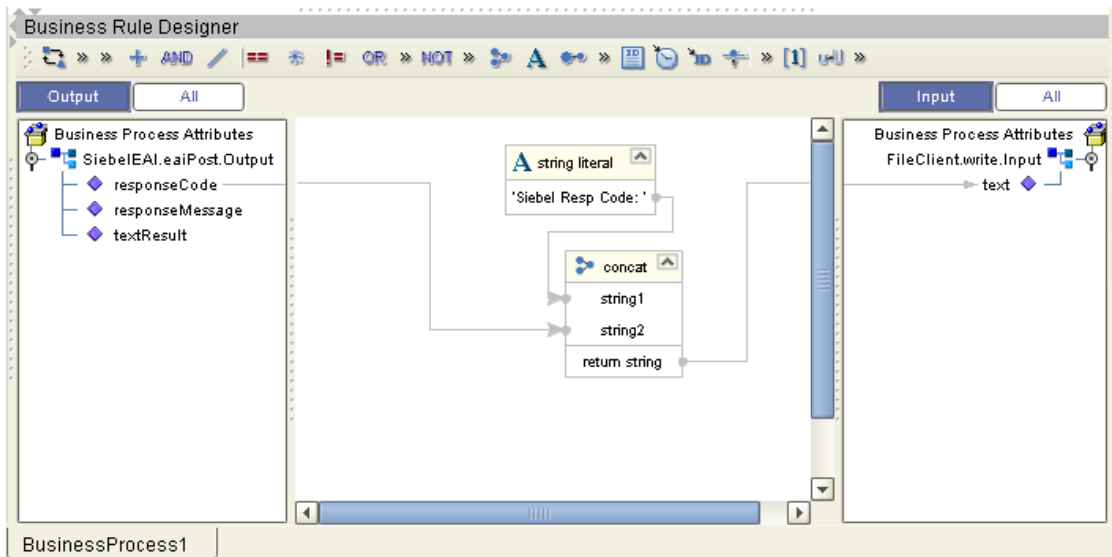 Business Rule Designer
» » AND == != OR » NOT » A » ID ID » [1] »
Output All Input All
Business Process Attributes
SiebelEAI.eaiPost.Output
responseCode
responseMessage
textResult
A string literal
'Siebel Resp Code: '
concat
string1
string2
return string
Business Process Attributes
FileClient.write.Input
text
BusinessProcess1